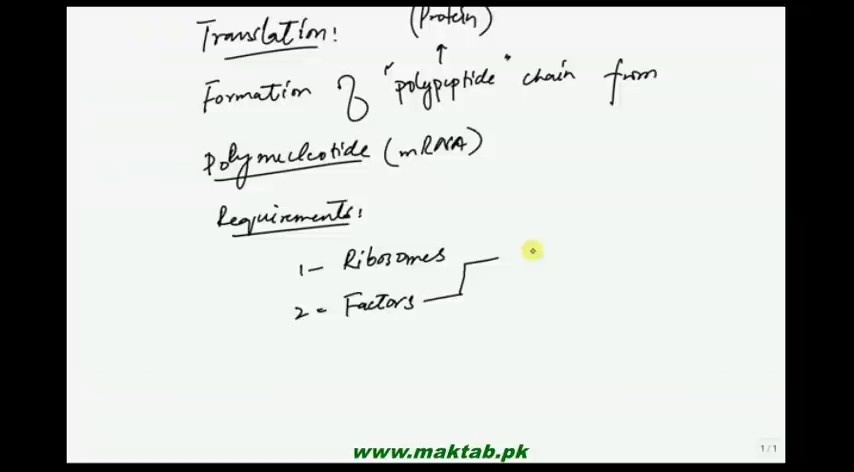 (Protein)
Translation:
Formation of "polypeptide" chain from
polynucleotide (mRNA)
Requirements:
1- Ribosomes
2- Factors
www.maktab.pk
1/1